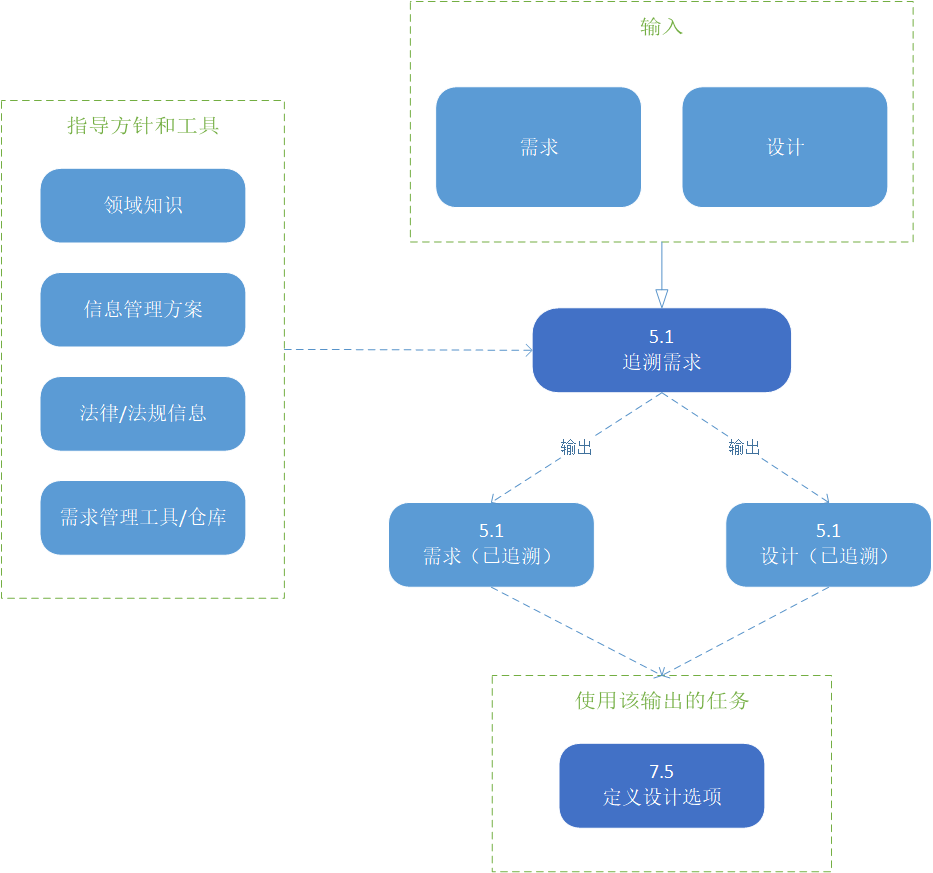 输入
需求
设计
指导方针和工具
领域知识
信息管理方案
法律/法规信息
需求管理工具/仓库
5.1
追溯需求
输出
输出
5.1
需求（已追溯）
5.1
设计（已追溯）
使用该输出的任务
7.5
定义设计选项